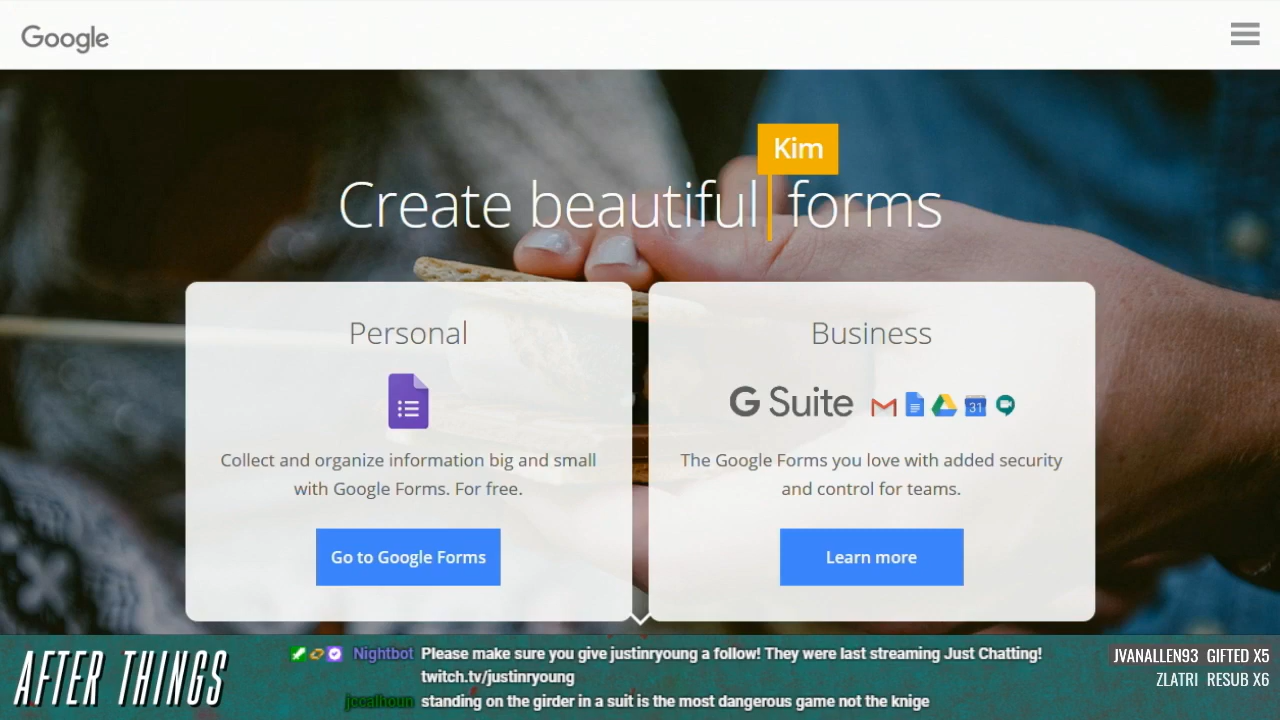 Google
Kim
Create beautiful forms
Personal
Collect and organize information big and small
with Google Forms. For free.
Go to Google Forms
Business
G Suite
31
The Google Forms you love with added security
and control for teams.
Learn more
AFTER THINGS
Nightbot Please make sure you give justinryoung a follow! They were last streaming Just Chatting!
twitch.tv/justinryoung
jccalhoun standing on the girder in a suit is the most dangerous game not the knige
JVANALLEN93 GIFTED X5
ZLATRI RESUB X6